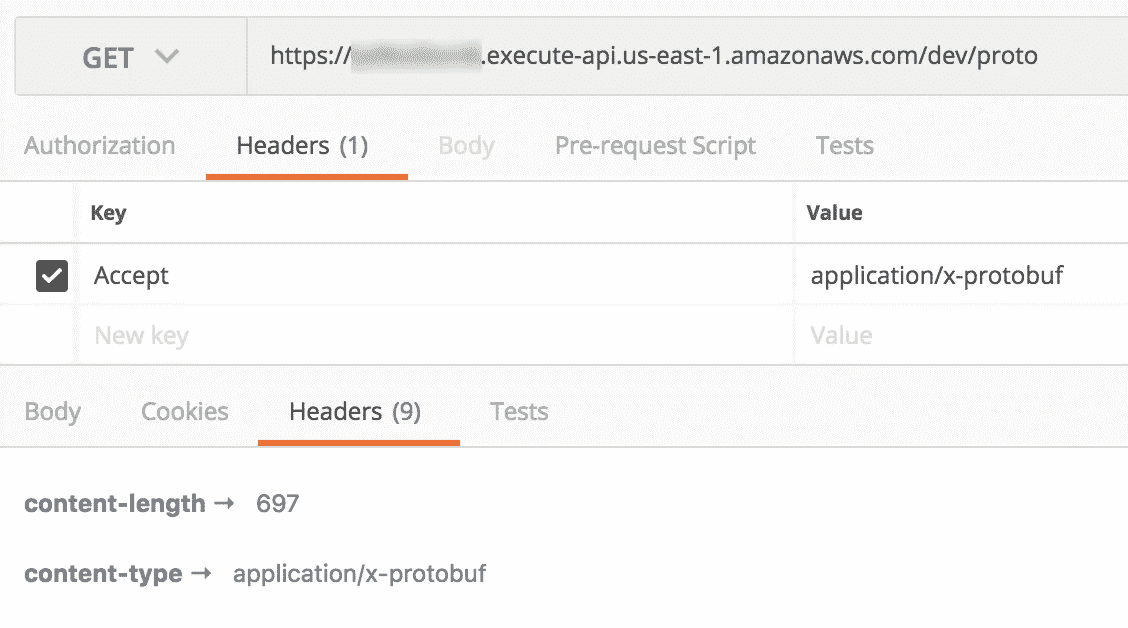 GET https://.execute-api.us-east-1.amazonaws.com/dev/proto
Authorization Headers (1) Body Pre-request Script Tests
Key Value
Accept application/x-protobuf
New key Value
Body Cookies Headers (9) Tests
content-length → 697
content-type → application/x-protobuf